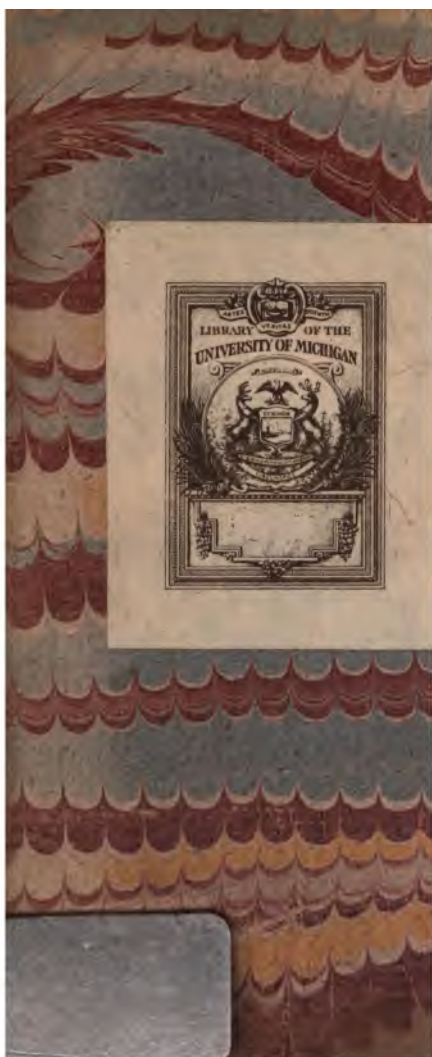 ARTES
SCIENTIA
VERITAS
LIBRARY OF THE
UNIVERSITY OF MICHIGAN